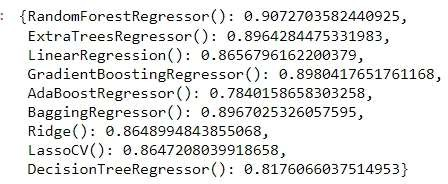 : {RandomForestRegressor(): 0.9072703582440925,
ExtraTreesRegressor(): 0.8964284475331983,
LinearRegression(): 0.8656796162200379,
GradientBoostingRegressor(): 0.8980417651761168,
AdaBoostRegressor(): 0.7840158658303258,
BaggingRegressor(): 0.8967025326057595,
Ridge(): 0.8648994843855068,
LassoCV(): 0.8647208039918658,
DecisionTreeRegressor(): 0.8176066037514953}